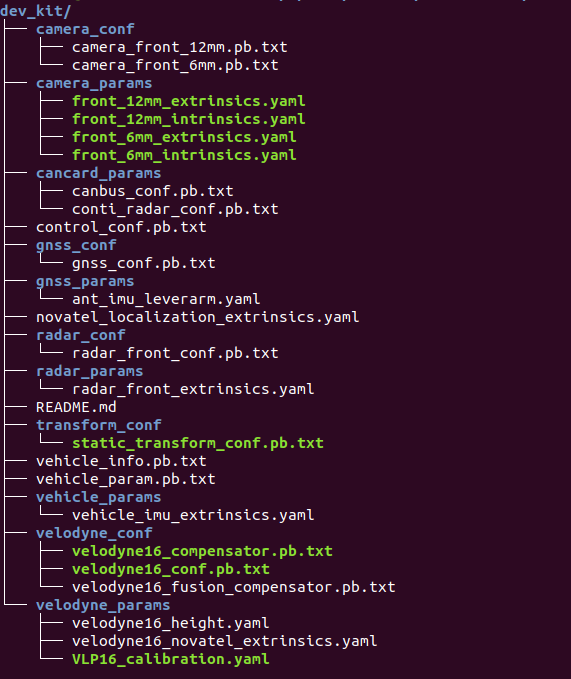 dev_kit/
├── camera_conf
│   ├── camera_front_12mm.pb.txt
│   └── camera_front_6mm.pb.txt
├── camera_params
│   ├── front_12mm_extrinsics.yaml
│   ├── front_12mm_intrinsics.yaml
│   ├── front_6mm_extrinsics.yaml
│   └── front_6mm_intrinsics.yaml
├── cancard_params
│   ├── canbus_conf.pb.txt
│   └── conti_radar_conf.pb.txt
├── control_conf.pb.txt
├── gnss_conf
│   └── gnss_conf.pb.txt
├── gnss_params
│   └── ant_imu_leverarm.yaml
├── novatel_localization_extrinsics.yaml
├── radar_conf
│   └── radar_front_conf.pb.txt
├── radar_params
│   └── radar_front_extrinsics.yaml
├── README.md
├── transform_conf
│   └── static_transform_conf.pb.txt
├── vehicle_info.pb.txt
├── vehicle_param.pb.txt
├── vehicle_params
│   └── vehicle_imu_extrinsics.yaml
├── velodyne_conf
│   ├── velodyne16_compensator.pb.txt
│   ├── velodyne16_conf.pb.txt
│   └── velodyne16_fusion_compensator.pb.txt
└── velodyne_params
    ├── velodyne16_height.yaml
    ├── velodyne16_novatel_extrinsics.yaml
    └── VLP16_calibration.yaml